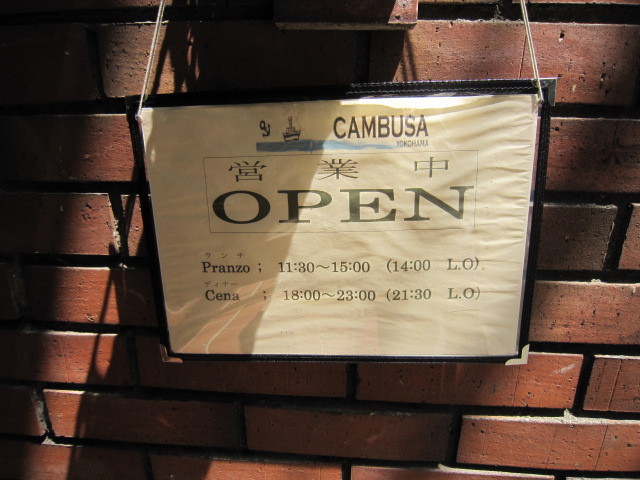 CAMBUSA
YOKOHAMA
営業中
OPEN
ランチ
Pranzo ; 11:30～15:00 (14:00 L.O)
ディナー
Cena ; 18:00～23:00 (21:30 L.O)